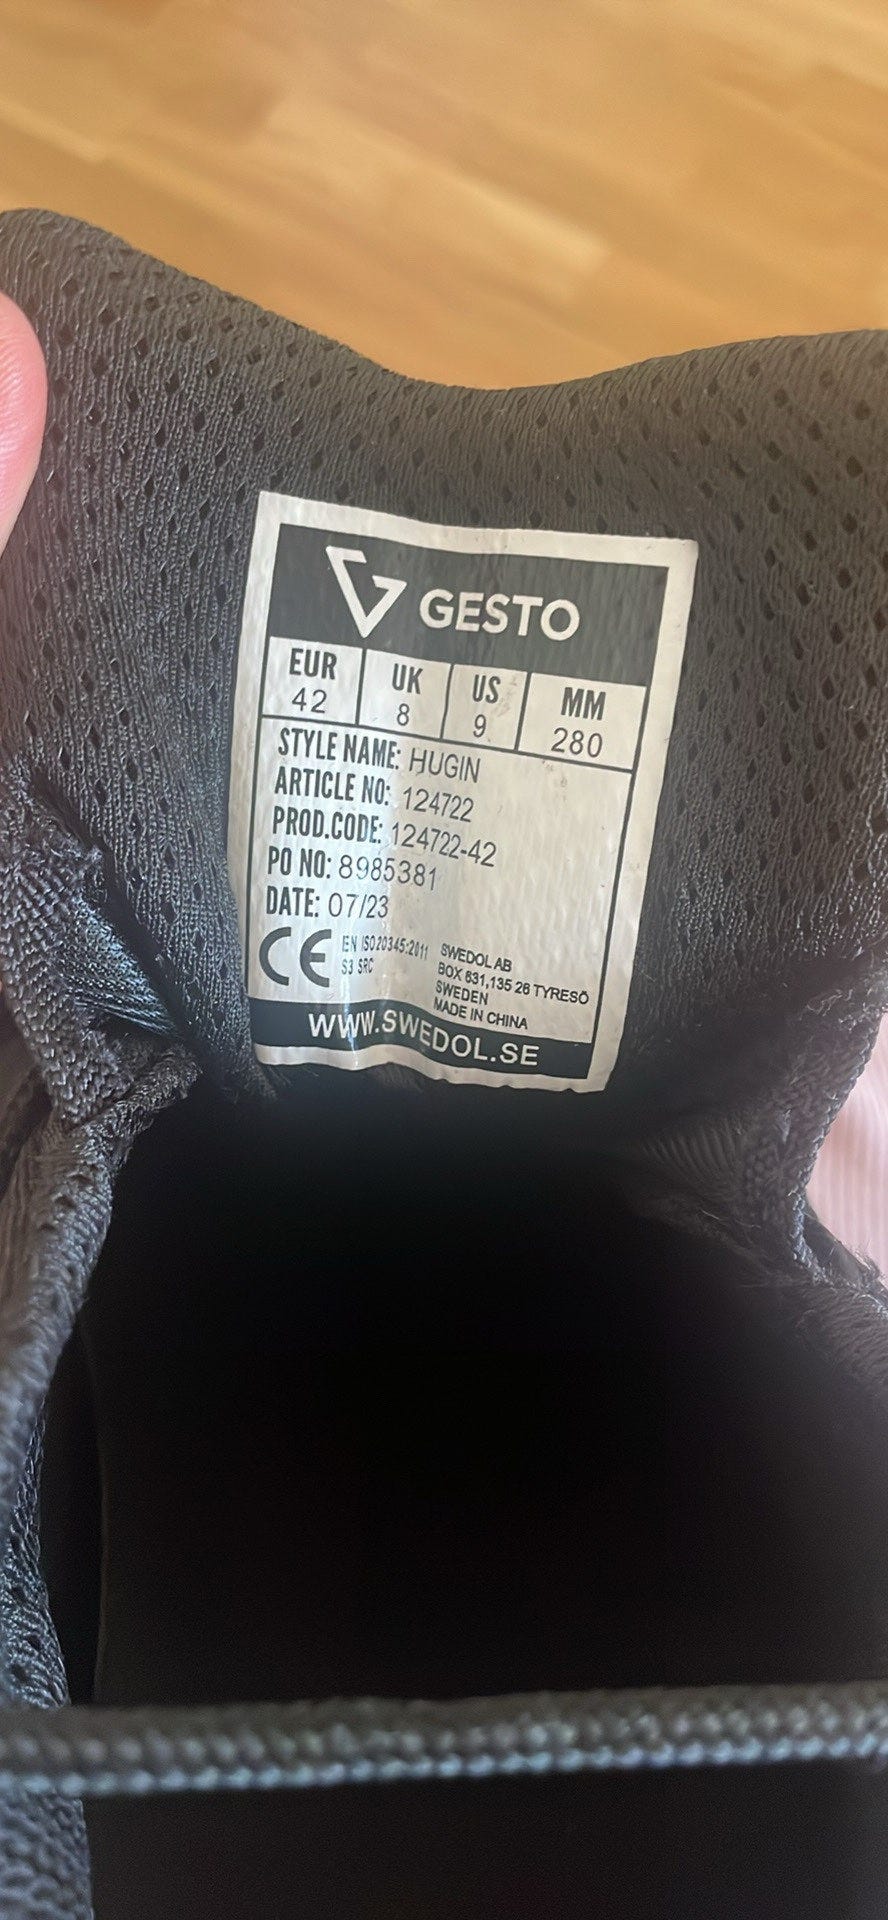 GESTO
EUR UK US MM
42 8 9 280
STYLE NAME: HUGIN
ARTICLE NO: 124722
PROD.CODE: 124722-42
PO NO: 8985381
DATE: 07/23
CE
EN ISO20345:2011
S3 SRC
SWEDOL AB
BOX 631,135 26 TYRESÖ
SWEDEN
MADE IN CHINA
WWW.SWEDOL.SE